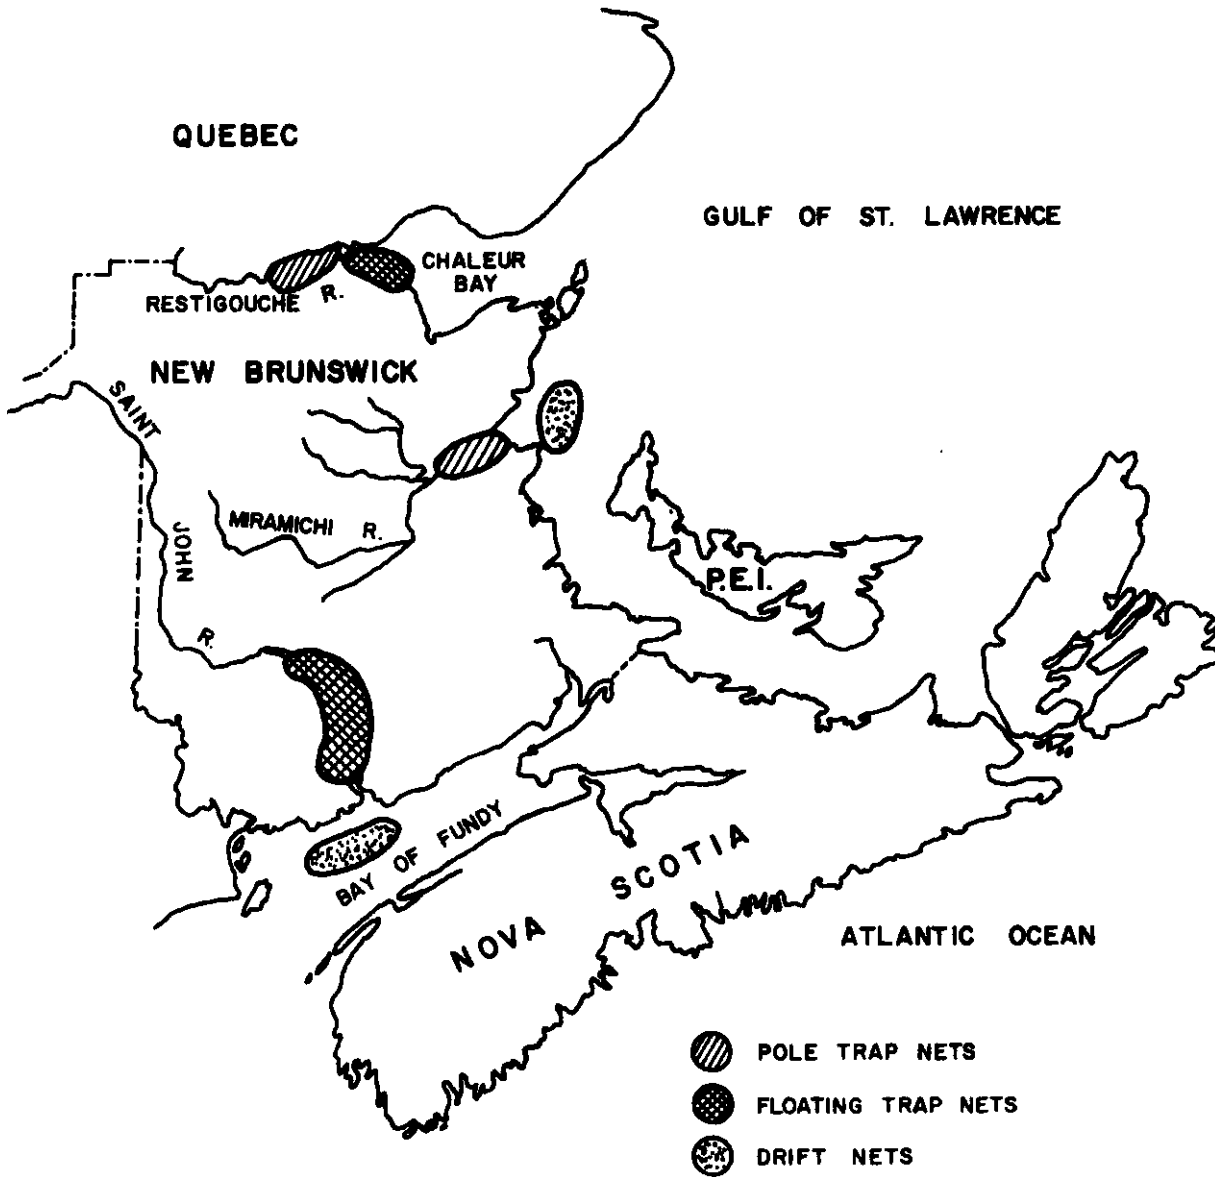 QUEBEC
GULF OF ST. LAWRENCE
CHALEUR
BAY
RESTIGOUCHE R.
NEW BRUNSWICK
SAINT
JOHN
R.
MIRAMICHI R.
P.E.I.
BAY OF FUNDY
NOVA SCOTIA
ATLANTIC OCEAN
POLE TRAP NETS
FLOATING TRAP NETS
DRIFT NETS